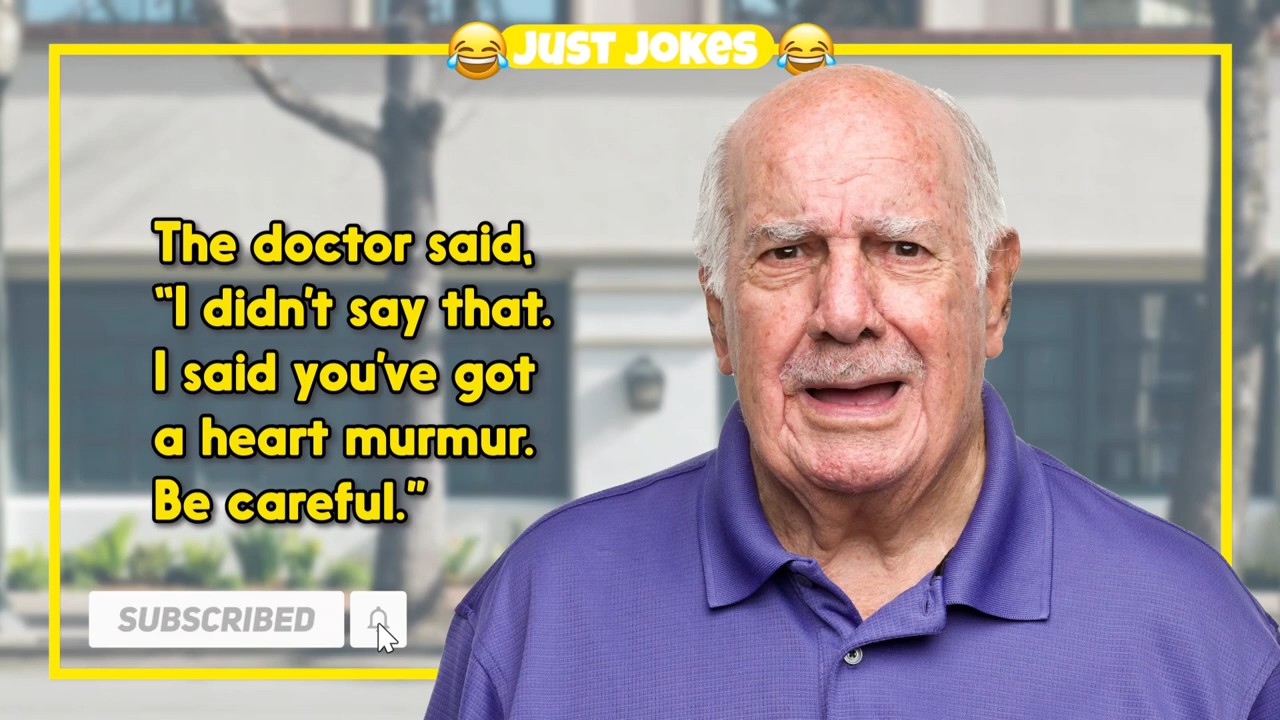 JUST JOKES
The doctor said,
“I didn't say that.
I said you've got
a heart murmur.
Be careful.”
SUBSCRIBED